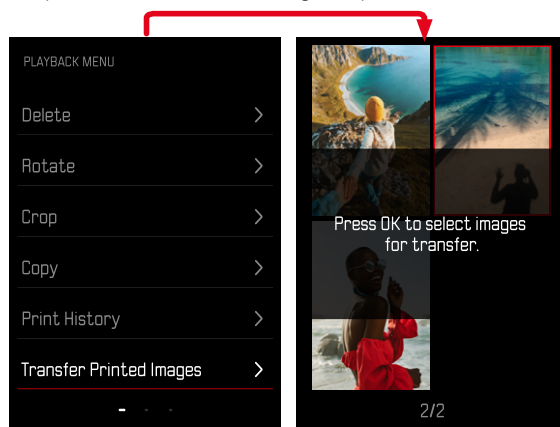 PLAYBACK MENU
Delete
Rotate
Crop
Copy
Print History
Transfer Printed Images
Press OK to select images
for transfer.
2/2